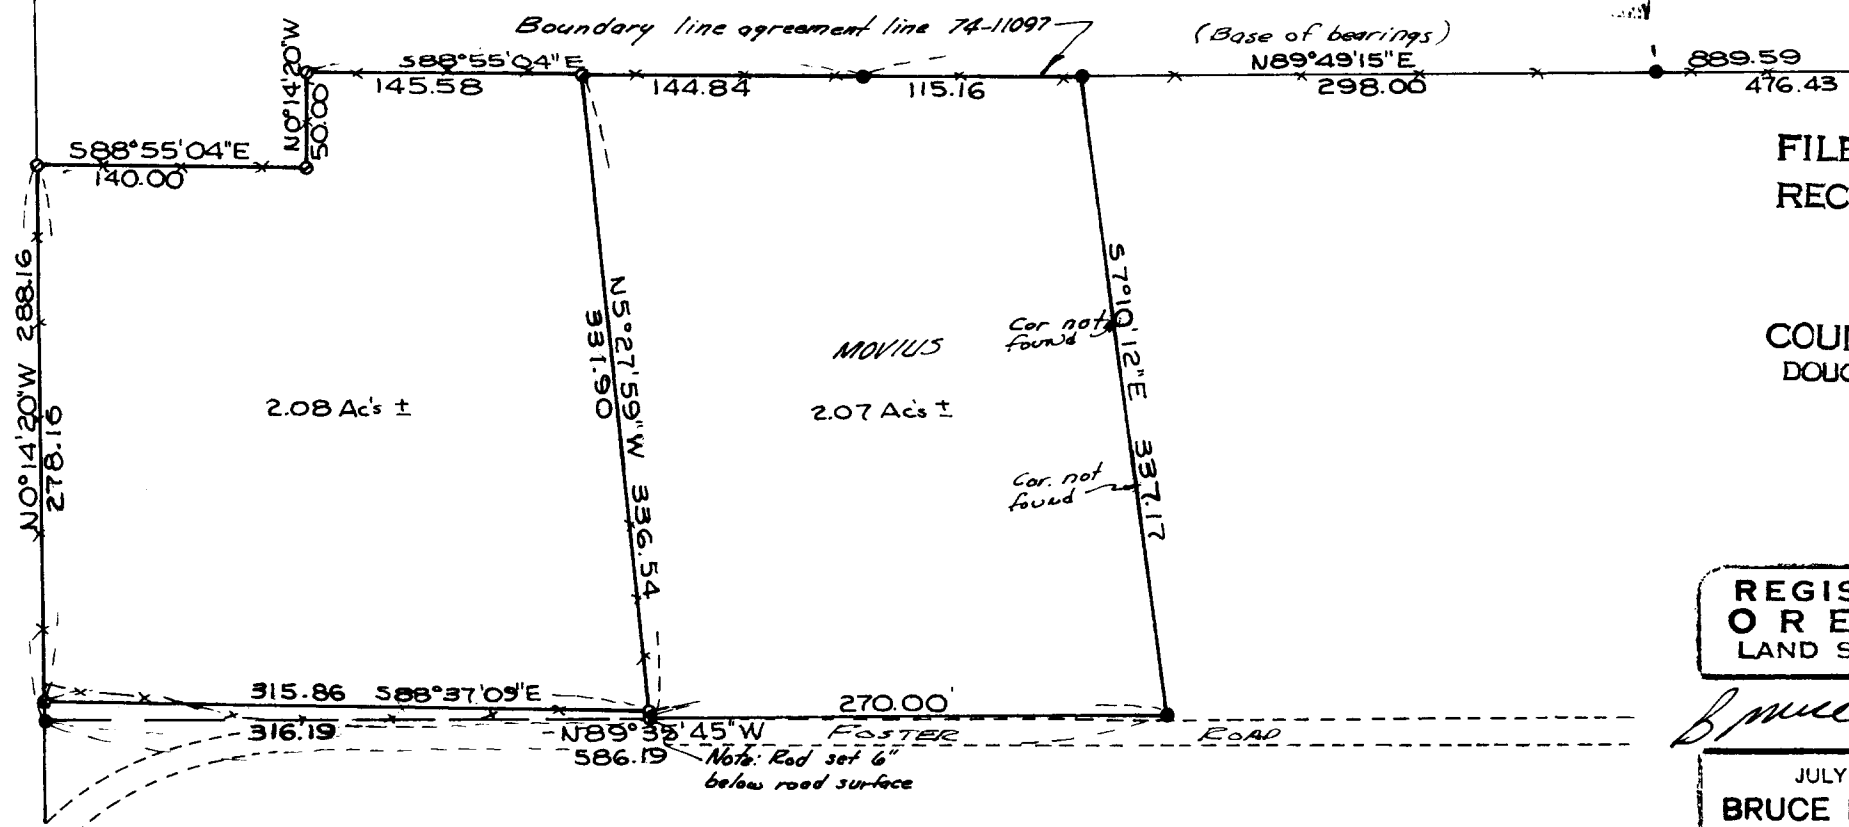 Boundary line agreement line 74-11097
(Base of bearings)
S88°55'04"E
145.58
144.84
115.16
N89°49'15"E
298.00
889.59
476.43
N0°14'20"W
50.00
S88°55'04"E
140.00
FILE
REC
N0°14'20"W 288.16
278.16
N5°27'59"W 336.54
331.90
S7°10'12"E 337.17
Cor not
found
MOVIUS
COU
DOUG
2.08 Ac's ±
2.07 Ac's ±
Cor. not
found
REGIS
ORE
LAND S
315.86 S88°37'09"E
270.00'
316.19
586.19
FOSTER ROAD
Note: Rod set 6"
below road surface
Bruce
JULY
BRUCE